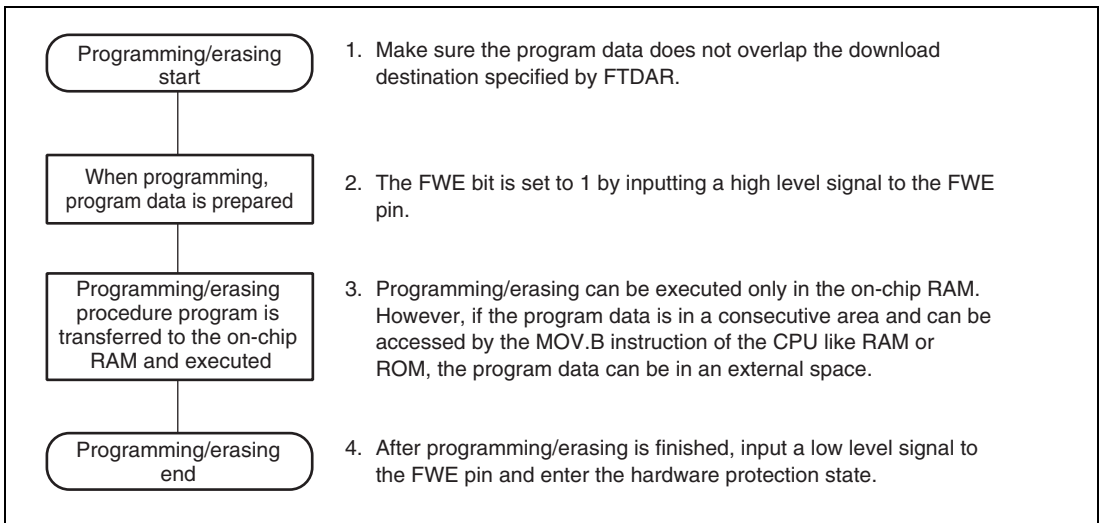 Programming/erasing
start
1. Make sure the program data does not overlap the download
destination specified by FTDAR.
When programming,
program data is prepared
2. The FWE bit is set to 1 by inputting a high level signal to the FWE
pin.
Programming/erasing
procedure program is
transferred to the on-chip
RAM and executed
3. Programming/erasing can be executed only in the on-chip RAM.
However, if the program data is in a consecutive area and can be
accessed by the MOV.B instruction of the CPU like RAM or
ROM, the program data can be in an external space.
Programming/erasing
end
4. After programming/erasing is finished, input a low level signal to
the FWE pin and enter the hardware protection state.